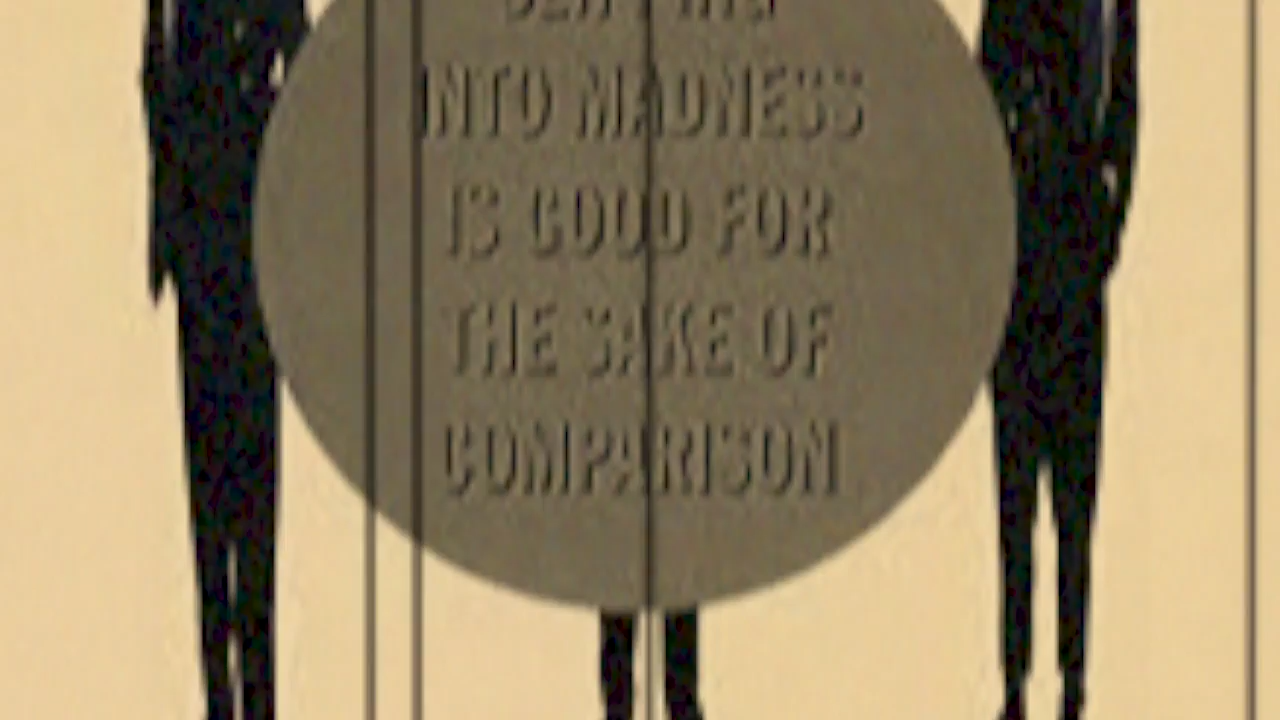 INTO MADNESS
IS GOOD FOR
THE SAKE OF
COMPARISON